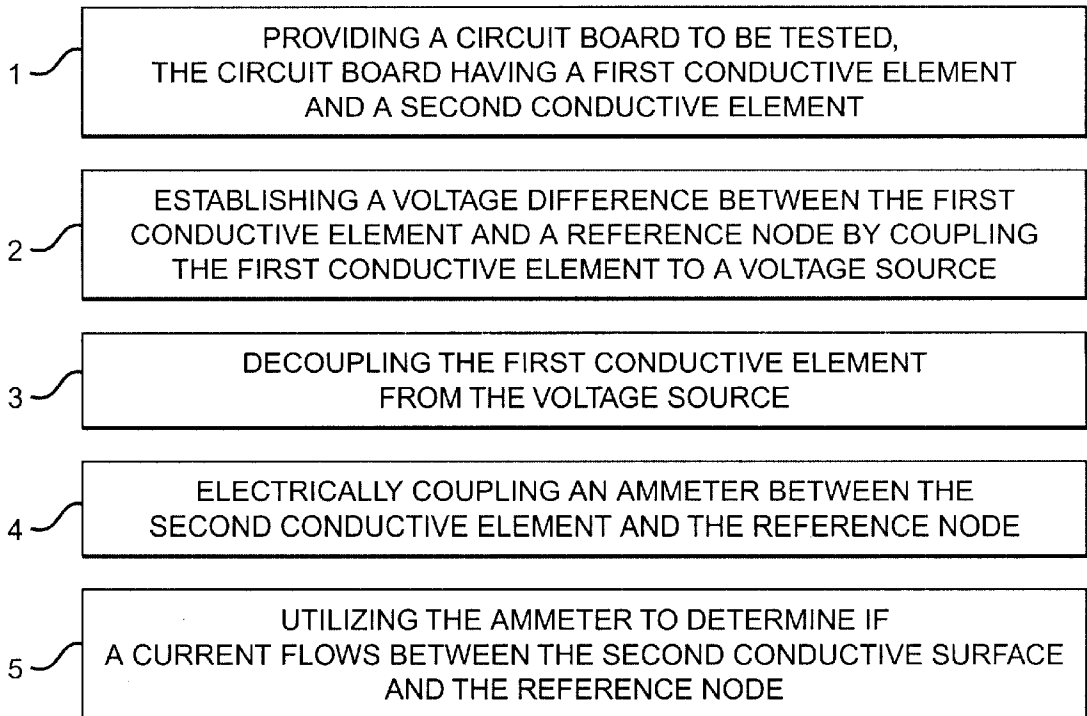 1
PROVIDING A CIRCUIT BOARD TO BE TESTED,
THE CIRCUIT BOARD HAVING A FIRST CONDUCTIVE ELEMENT
AND A SECOND CONDUCTIVE ELEMENT
2
ESTABLISHING A VOLTAGE DIFFERENCE BETWEEN THE FIRST
CONDUCTIVE ELEMENT AND A REFERENCE NODE BY COUPLING
THE FIRST CONDUCTIVE ELEMENT TO A VOLTAGE SOURCE
3
DECOUPLING THE FIRST CONDUCTIVE ELEMENT
FROM THE VOLTAGE SOURCE
4
ELECTRICALLY COUPLING AN AMMETER BETWEEN THE
SECOND CONDUCTIVE ELEMENT AND THE REFERENCE NODE
5
UTILIZING THE AMMETER TO DETERMINE IF
A CURRENT FLOWS BETWEEN THE SECOND CONDUCTIVE SURFACE
AND THE REFERENCE NODE